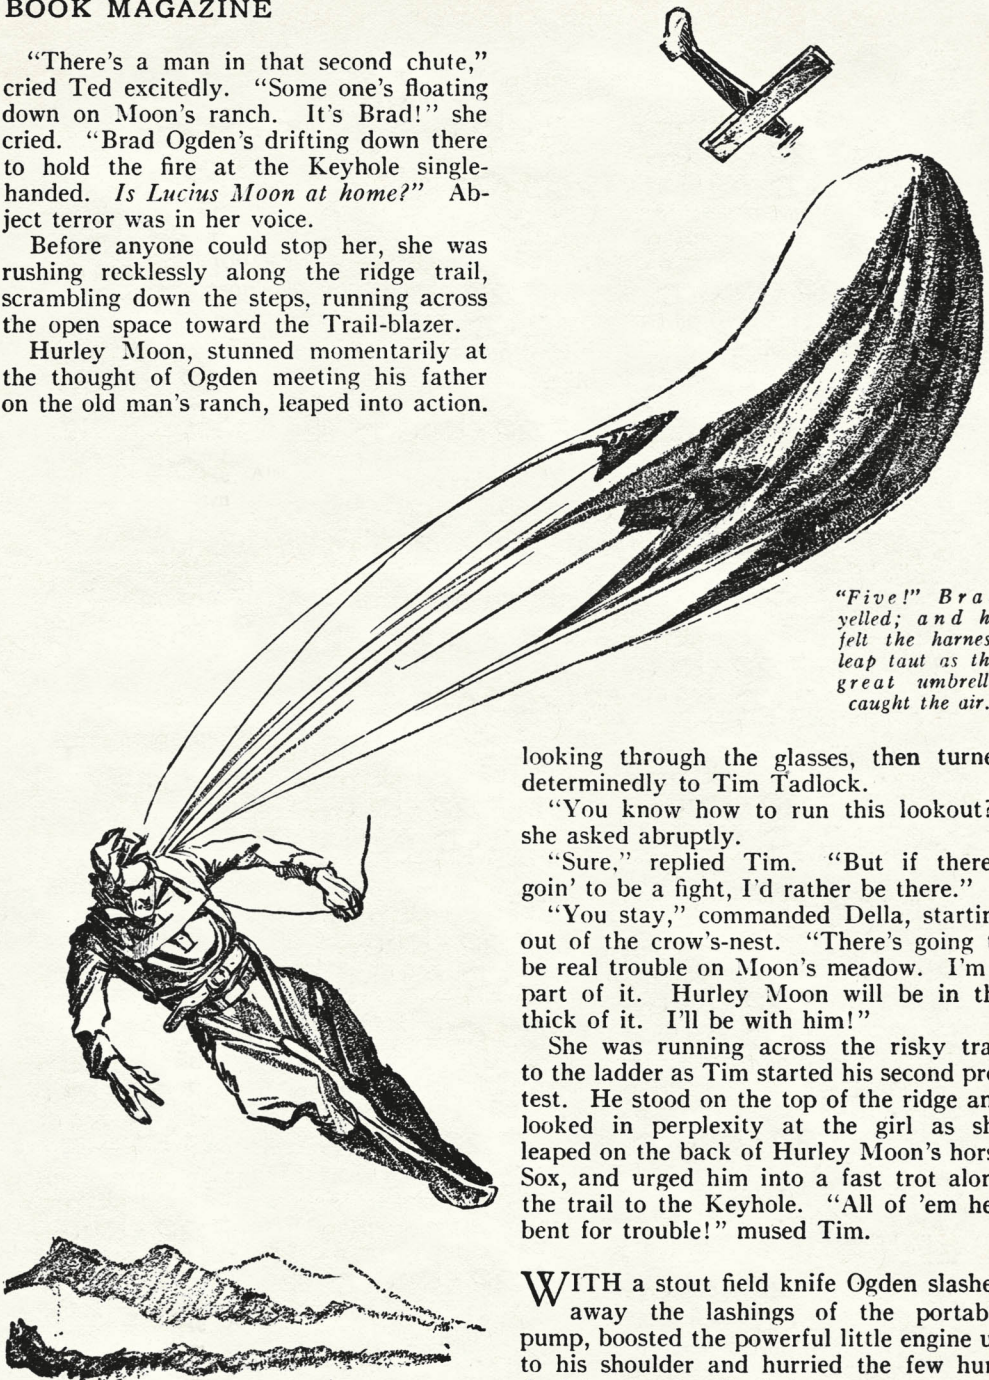 BOOK MAGAZINE
“There’s a man in that second chute,”
cried Ted excitedly. “Some one’s floating
down on Moon’s ranch. It’s Brad!” she
cried. “Brad Ogden’s drifting down there
to hold the fire at the Keyhole single-
handed. Is Lucius Moon at home?” Ab-
ject terror was in her voice.
Before anyone could stop her, she was
rushing recklessly along the ridge trail,
scrambling down the steps, running across
the open space toward the Trail-blazer.
Hurley Moon, stunned momentarily at
the thought of Ogden meeting his father
on the old man’s ranch, leaped into action.
“Five!” Bra
yelled; and h
felt the harnes
leap taut as th
great umbrell
caught the air.
looking through the glasses, then turne
determinedly to Tim Tadlock.
“You know how to run this lookout?
she asked abruptly.
“Sure,” replied Tim. “But if there
goin’ to be a fight, I’d rather be there.”
“You stay,” commanded Della, startin
out of the crow’s-nest. “There’s going t
be real trouble on Moon’s meadow. I’m
part of it. Hurley Moon will be in th
thick of it. I’ll be with him!”
She was running across the risky tra
to the ladder as Tim started his second pro
test. He stood on the top of the ridge an
looked in perplexity at the girl as sh
leaped on the back of Hurley Moon’s hors
Sox, and urged him into a fast trot alon
the trail to the Keyhole. “All of ’em he
bent for trouble!” mused Tim.
WITH a stout field knife Ogden slashe
away the lashings of the portab
pump, boosted the powerful little engine u
to his shoulder and hurried the few hun